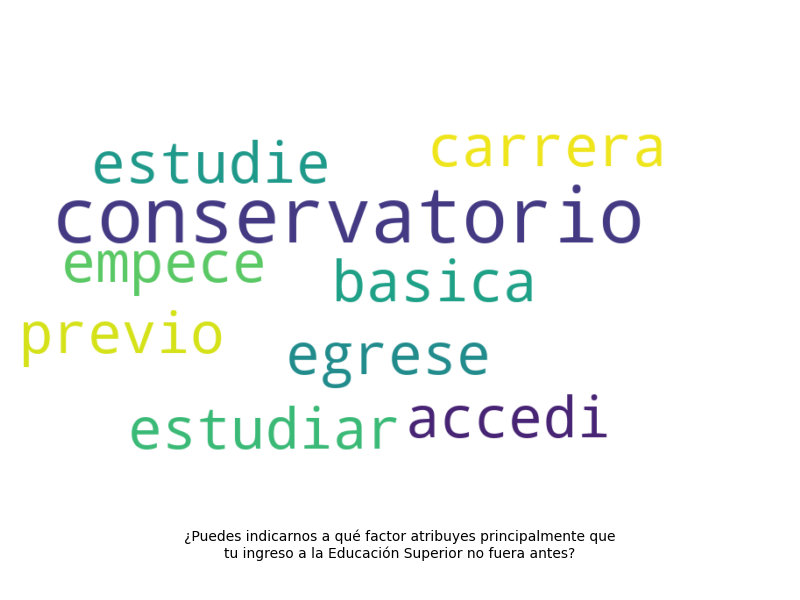 carrera
estudie
conservatorio
empece
basica
previo
egrese
accedi
estudiar
¿Puedes indicarnos a qué factor atribuyes principalmente que
tu ingreso a la Educación Superior no fuera antes?